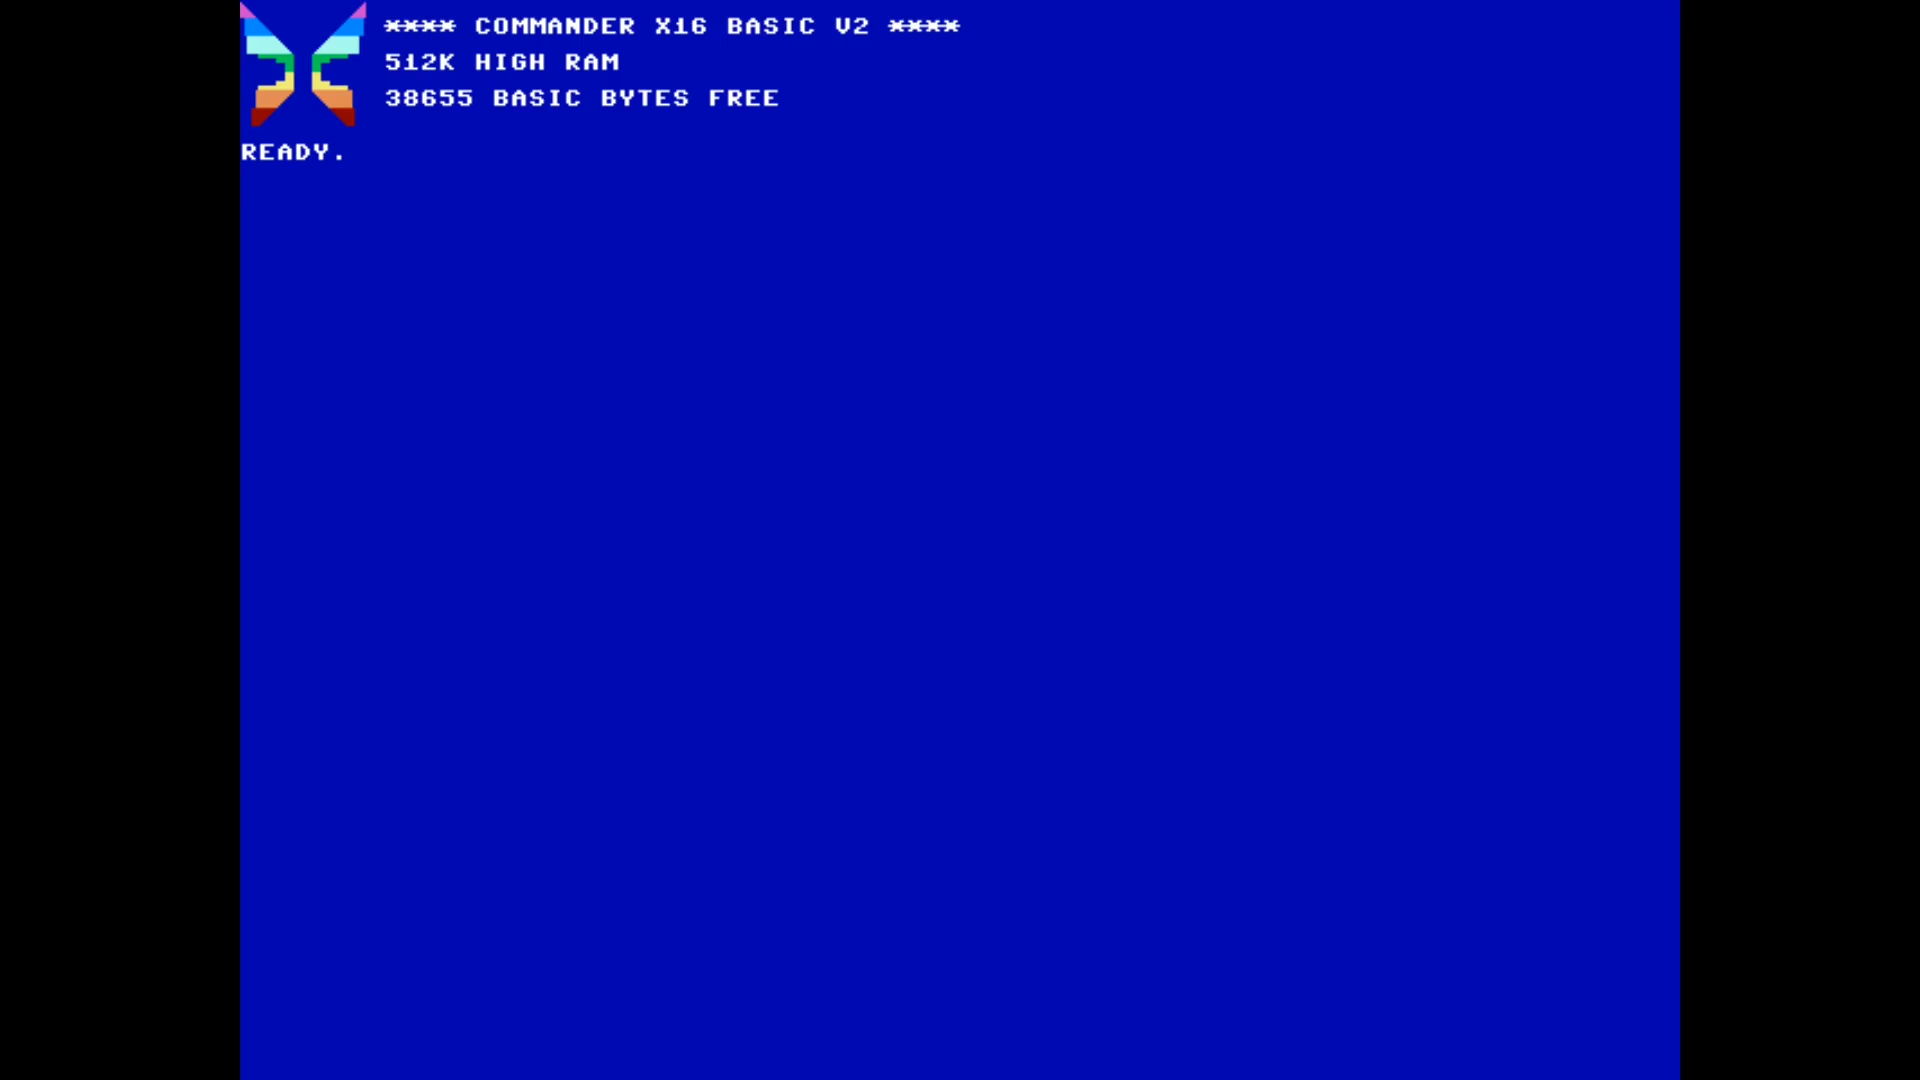 **** COMMANDER X16 BASIC V2 ****
512K HIGH RAM
38655 BASIC BYTES FREE
READY.